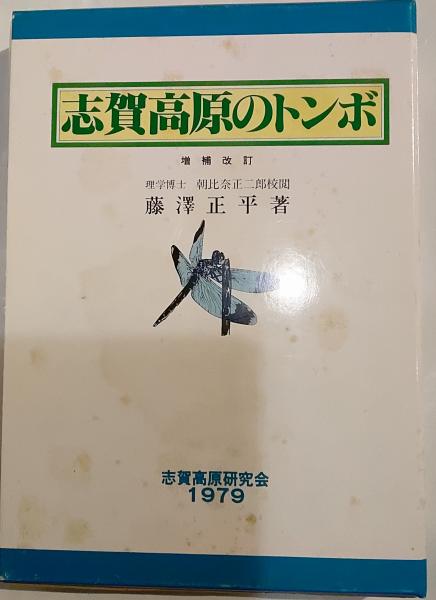 志賀高原のトンボ
増補改訂
理学博士 朝比奈正二郎校閲
藤澤正平著
志賀高原研究会
1979